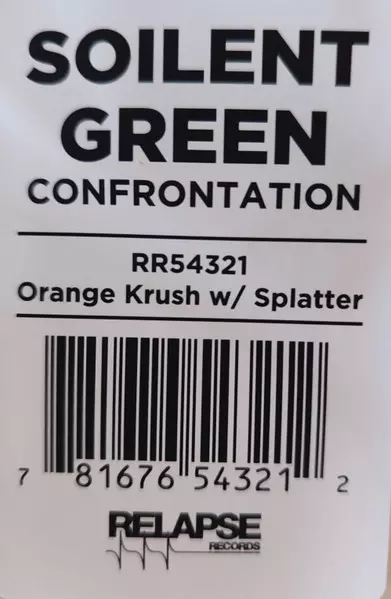 SOILENT
GREEN
CONFRONTATION
RR54321
Orange Krush w/ Splatter
7 81676 54321 2
RELAPSE
RECORDS